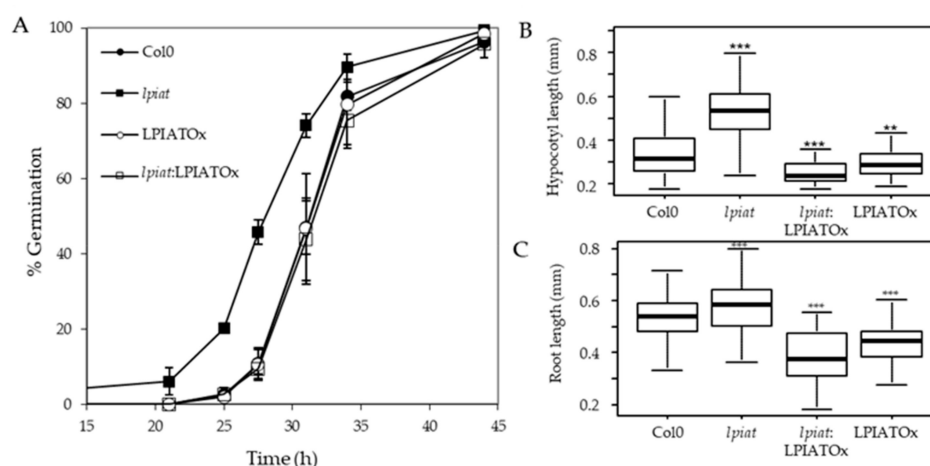 A
Col0
lpiat
LPIATOx
lpiat:LPIATOx
100
80
60
40
20
0
% Germination
15 20 25 30 35 40 45
Time (h)
B
Hypocotyl length (mm)
0.8
0.6
0.4
0.2
***
***
**
Col0 lpiat lpiat: LPIATOx
LPIATOx
C
Root length (mm)
0.8
0.6
0.4
0.2
***
***
***
Col0 lpiat lpiat: LPIATOx
LPIATOx